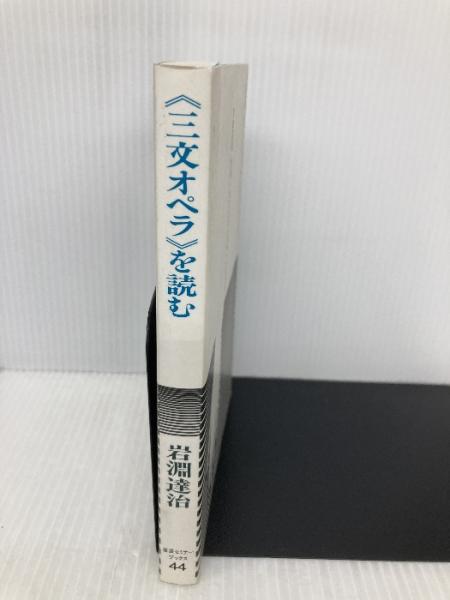 《三文オペラ》を読む
岩淵達治
岩波セミナー
ブックス
44